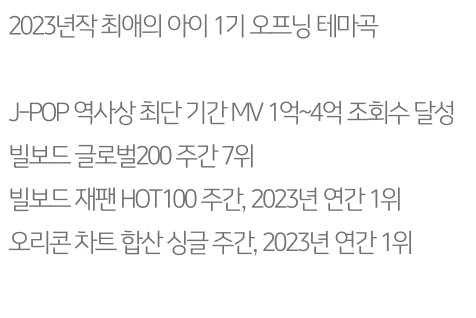 2023년작 최애의 아이 1기 오프닝 테마곡
J-POP 역사상 최단 기간 MV 1억~4억 조회수 달성
빌보드 글로벌200 주간 7위
빌보드 재팬 HOT100 주간, 2023년 연간 1위
오리콘 차트 합산 싱글 주간, 2023년 연간 1위